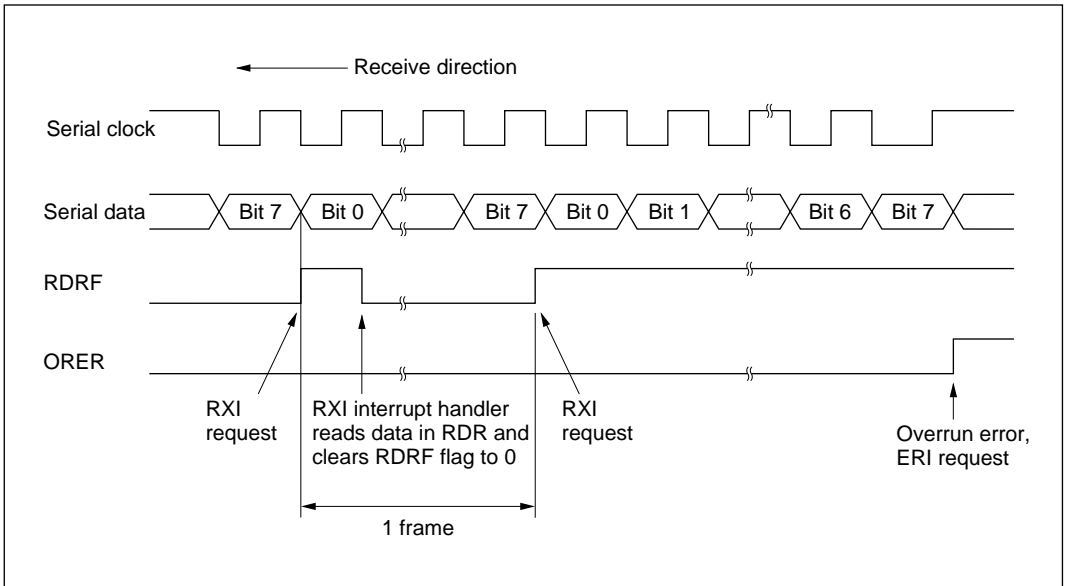 Receive direction
Serial clock
Serial data
Bit 7
Bit 0
Bit 7
Bit 0
Bit 1
Bit 6
Bit 7
RDRF
ORER
RXI
request
RXI interrupt handler
reads data in RDR and
clears RDRF flag to 0
RXI
request
Overrun error,
ERI request
1 frame